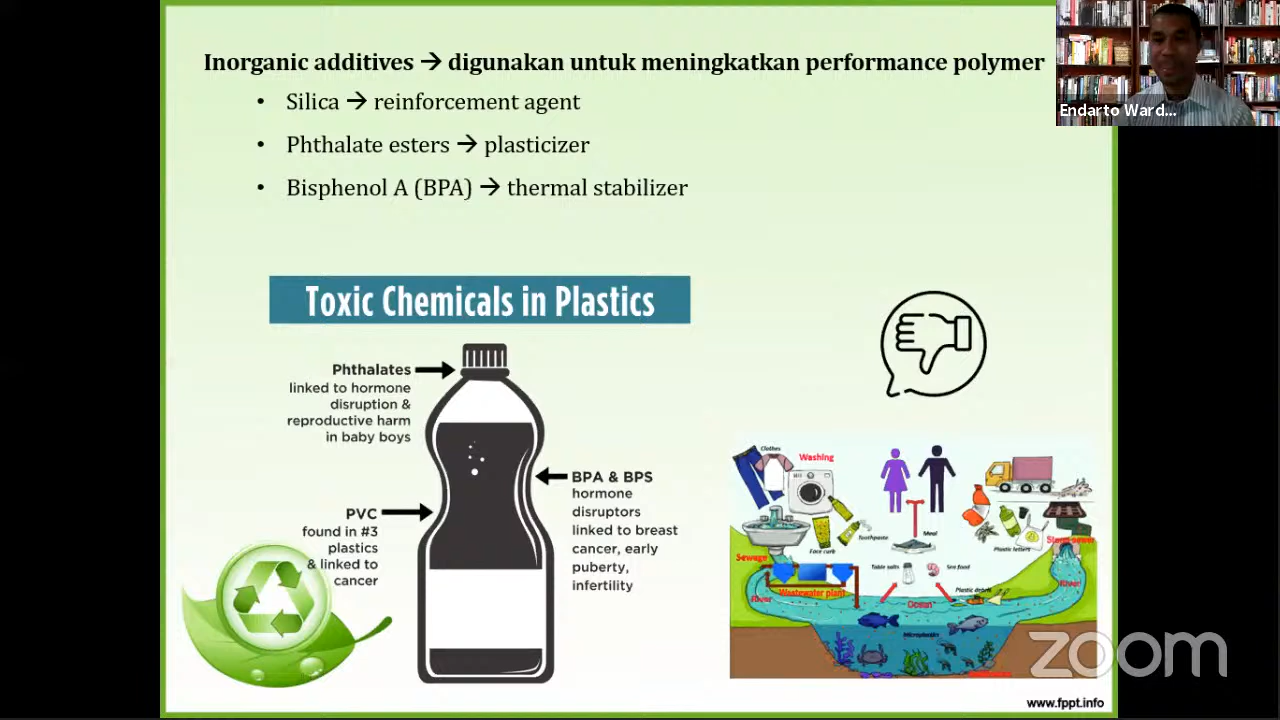 Inorganic additives → digunakan untuk meningkatkan performance polymer
• Silica → reinforcement agent
• Phthalate esters → plasticizer
• Bisphenol A (BPA) → thermal stabilizer
Endarto Ward...
Toxic Chemicals in Plastics
Phthalates
linked to hormone
disruption &
reproductive harm
in baby boys
BPA & BPS
hormone
disruptors
linked to breast
cancer, early
puberty,
infertility
PVC
found in #3
plastics
& linked to
cancer
Clothes
Washing
Face curb
Toothpaste
Meal
Plastic letters
Sewage
Table salts
Sea food
Wastewater plant
Plastic debris
River
River
Ocean
Microplastics
zoom
www.fppt.info